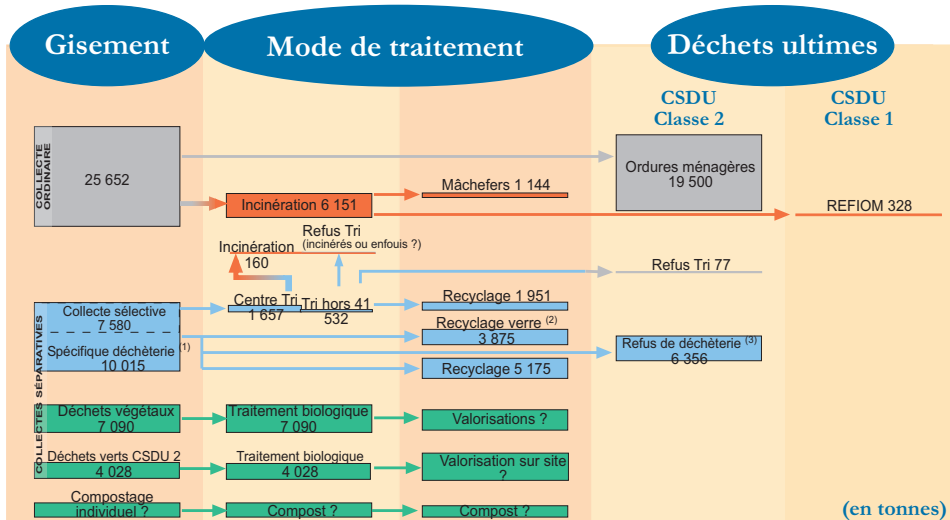 Gisement
Mode de traitement
Déchets ultimes
CSDU
Classe 2
CSDU
Classe 1
COLLECTE
ORDINAIRE
25 652
Ordures ménagères
19 500
Mâchefers 1 144
Incinération 6 151
REFIOM 328
Refus Tri
(incinérés ou enfouis ?)
Incinération
160
Refus Tri 77
COLLECTES SÉPARATIVES
Collecte sélective
7 580
Centre Tri
1 657
Tri hors 41
532
Recyclage 1 951
Recyclage verre (2)
3 875
Spécifique déchèterie (1)
10 015
Refus de déchèterie (3)
6 356
Recyclage 5 175
Déchets végétaux
7 090
Traitement biologique
7 090
Valorisations ?
Déchets verts CSDU 2
4 028
Traitement biologique
4 028
Valorisation sur site
?
Compostage
individuel ?
Compost ?
Compost ?
(en tonnes)